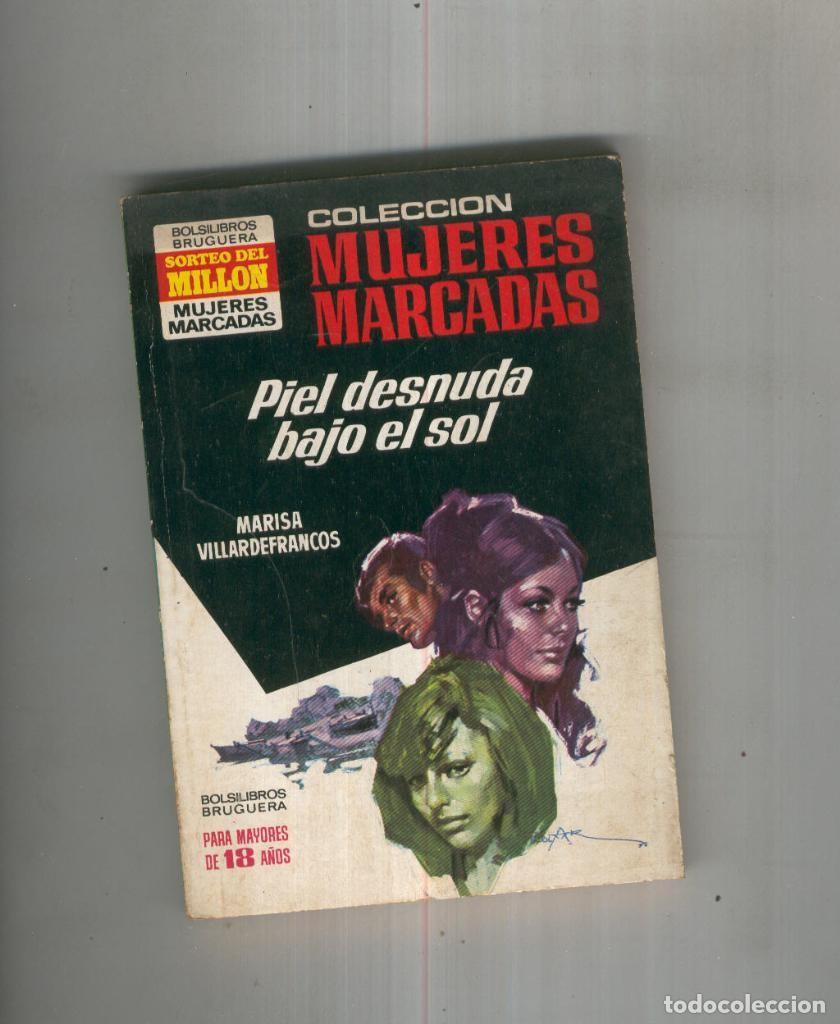 BOLSILIBROS
BRUGUERA
SORTEO DEL
MILLON
MUJERES
MARCADAS
COLECCION
MUJERES
MARCADAS
Piel desnuda
bajo el sol
MARISA
VILLARDEFRANCOS
BOLSILIBROS
BRUGUERA
PARA MAYORES
DE 18 AÑOS
todocoleccion